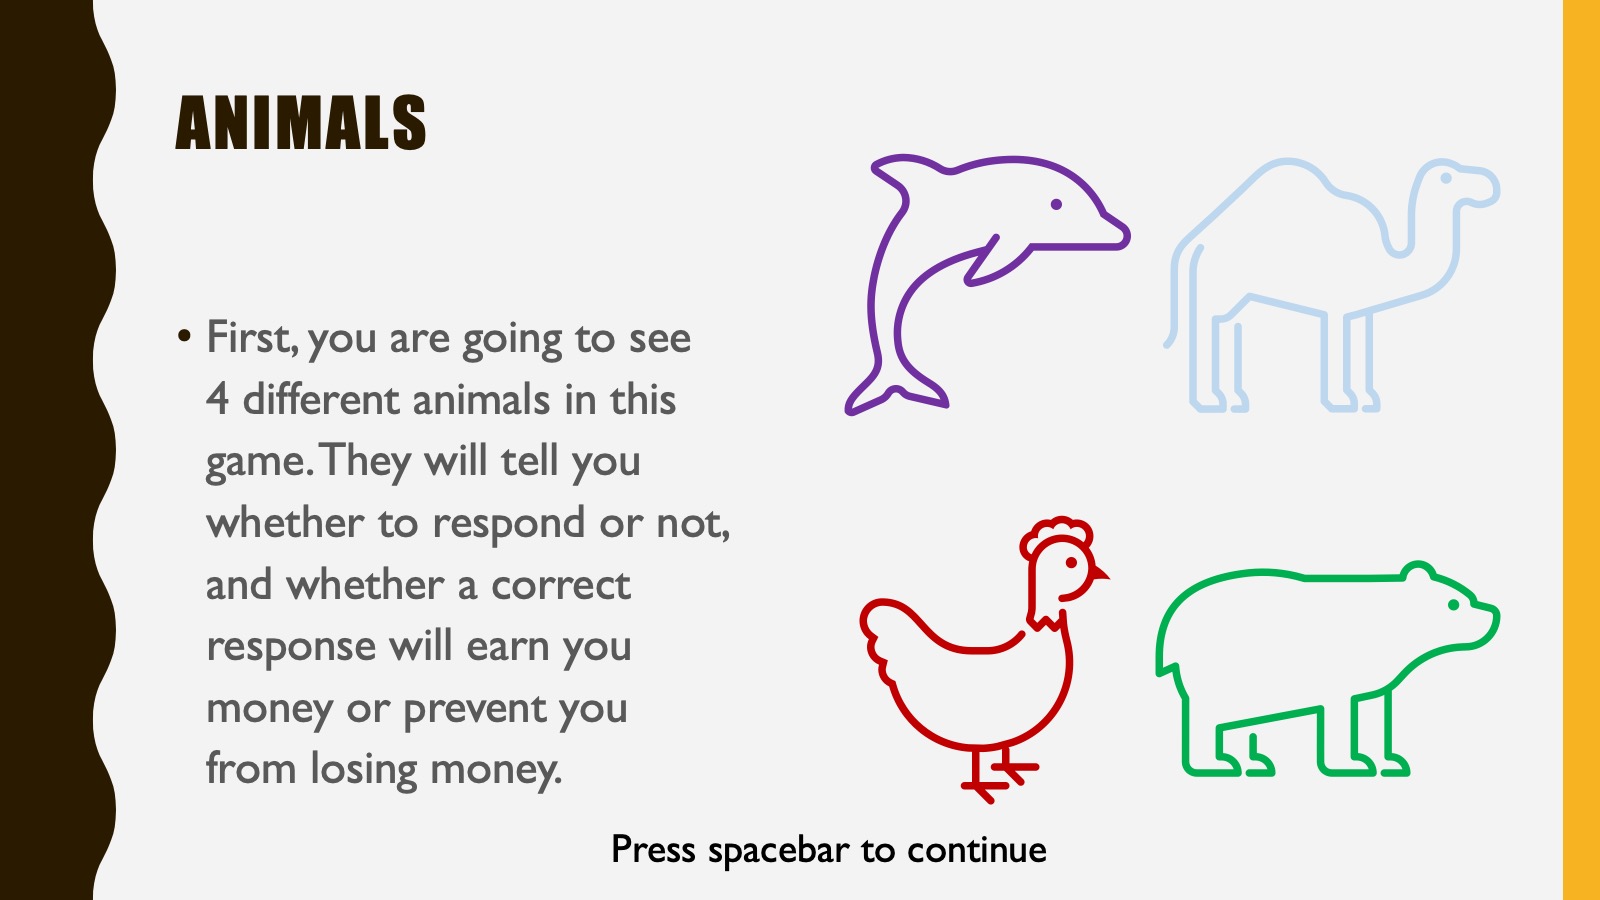 ANIMALS
• First, you are going to see
4 different animals in this
game. They will tell you
whether to respond or not,
and whether a correct
response will earn you
money or prevent you
from losing money.
Press spacebar to continue